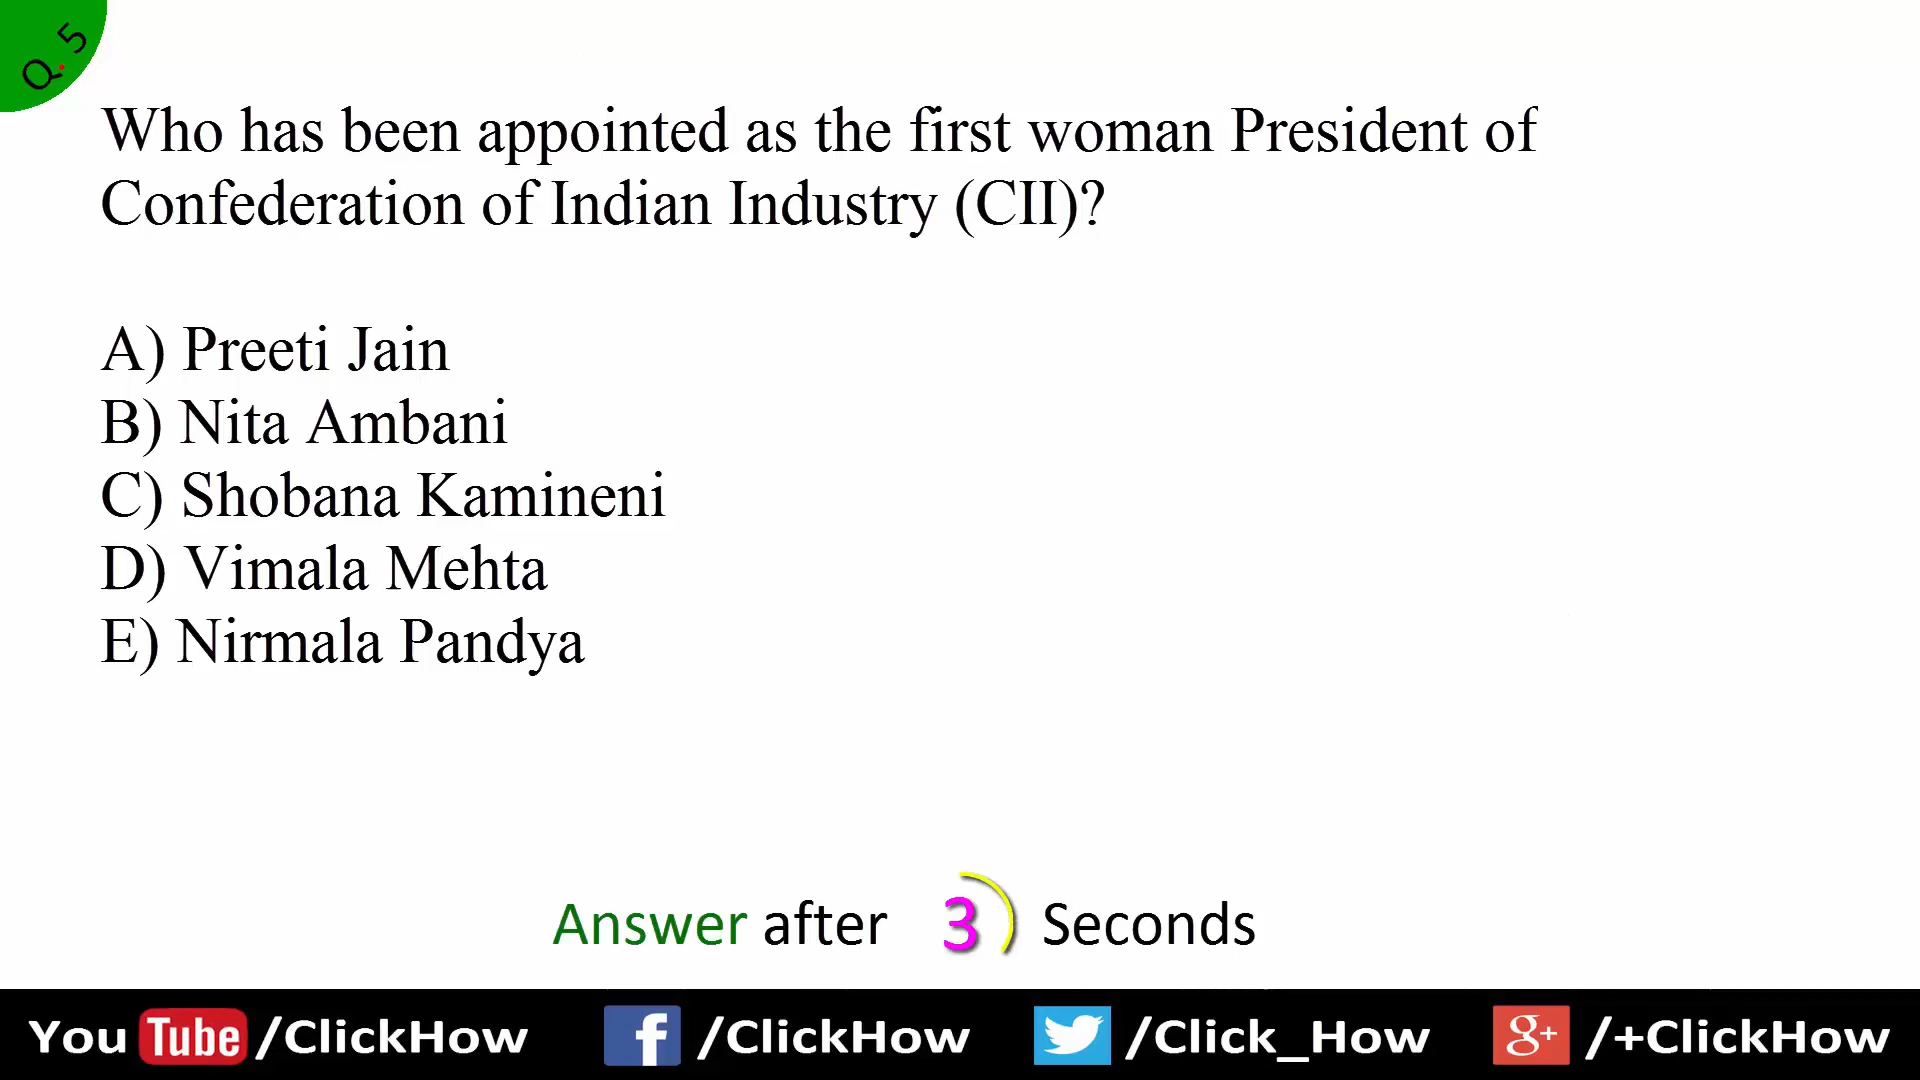 Q. 5
Who has been appointed as the first woman President of
Confederation of Indian Industry (CII)?
A) Preeti Jain
B) Nita Ambani
C) Shobana Kamineni
D) Vimala Mehta
E) Nirmala Pandya
Answer after 3 Seconds
You Tube /ClickHow f /ClickHow /Click_How g+ /+ClickHow